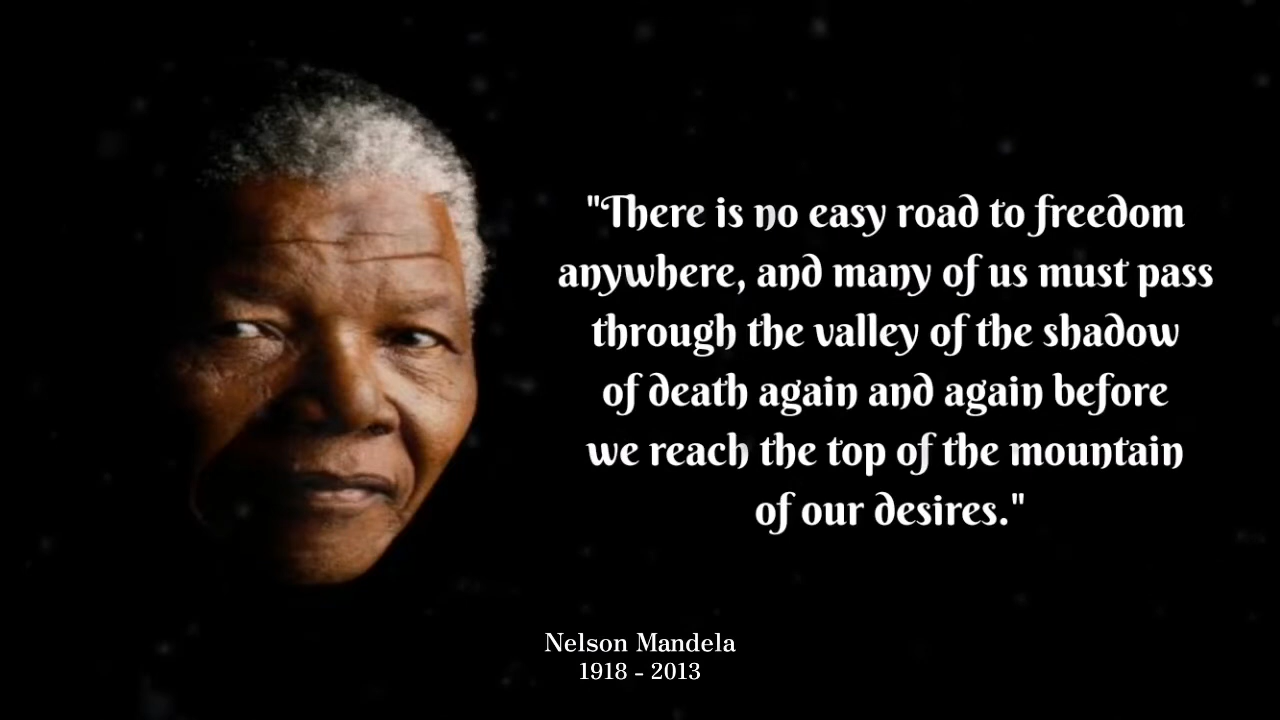 "There is no easy road to freedom
anywhere, and many of us must pass
through the valley of the shadow
of death again and again before
we reach the top of the mountain
of our desires."
Nelson Mandela
1918 - 2013